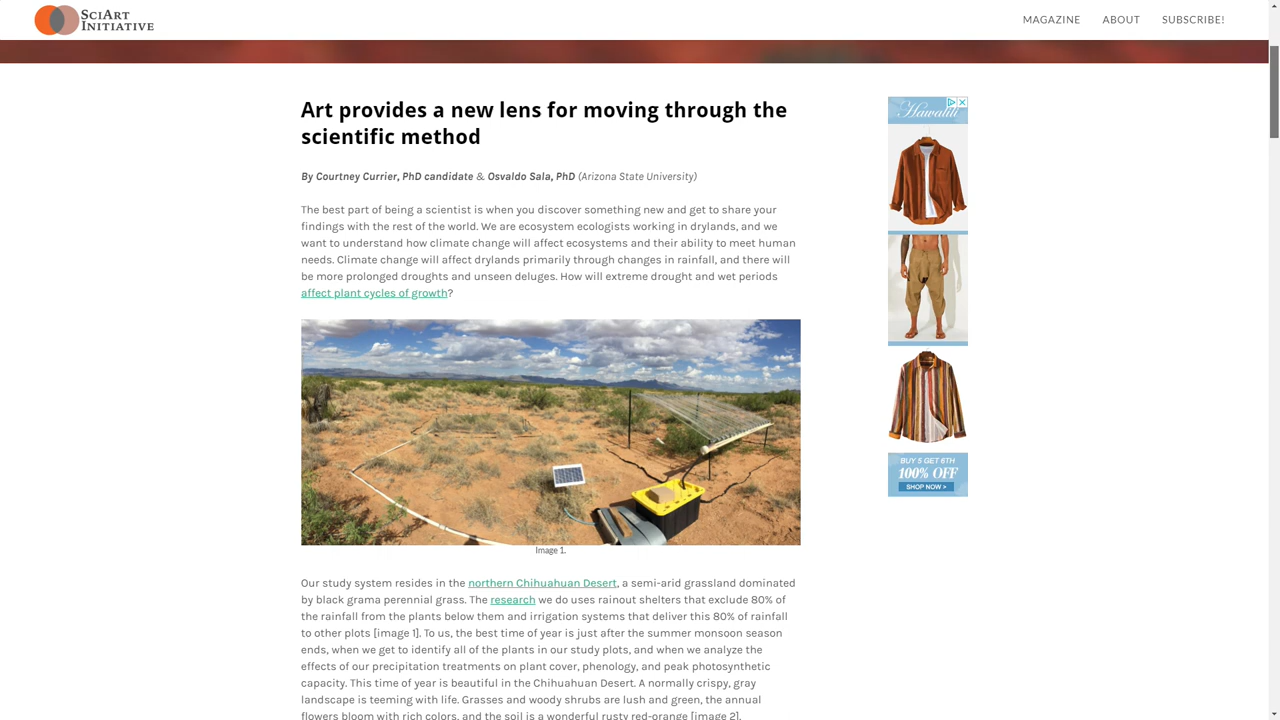 SCIART
INITIATIVE
MAGAZINE
ABOUT
SUBSCRIBE!
Art provides a new lens for moving through the
scientific method
By Courtney Currier, PhD candidate & Osvaldo Sala, PhD (Arizona State University)
The best part of being a scientist is when you discover something new and get to share your
findings with the rest of the world. We are ecosystem ecologists working in drylands, and we
want to understand how climate change will affect ecosystems and their ability to meet human
needs. Climate change will affect drylands primarily through changes in rainfall, and there will
be more prolonged droughts and unseen deluges. How will extreme drought and wet periods
affect plant cycles of growth?
Image 1.
Our study system resides in the northern Chihuahuan Desert, a semi-arid grassland dominated
by black grama perennial grass. The research we do uses rainout shelters that exclude 80% of
the rainfall from the plants below them and irrigation systems that deliver this 80% of rainfall
to other plots [image 1]. To us, the best time of year is just after the summer monsoon season
ends, when we get to identify all of the plants in our study plots, and when we analyze the
effects of our precipitation treatments on plant cover, phenology, and peak photosynthetic
capacity. This time of year is beautiful in the Chihuahuan Desert. A normally crispy, gray
landscape is teeming with life. Grasses and woody shrubs are lush and green, the annual
flowers bloom with rich colors, and the soil is a wonderful rusty red-orange [image 2].
BUY 5 GET 6TH
100% OFF
SHOP NOW >